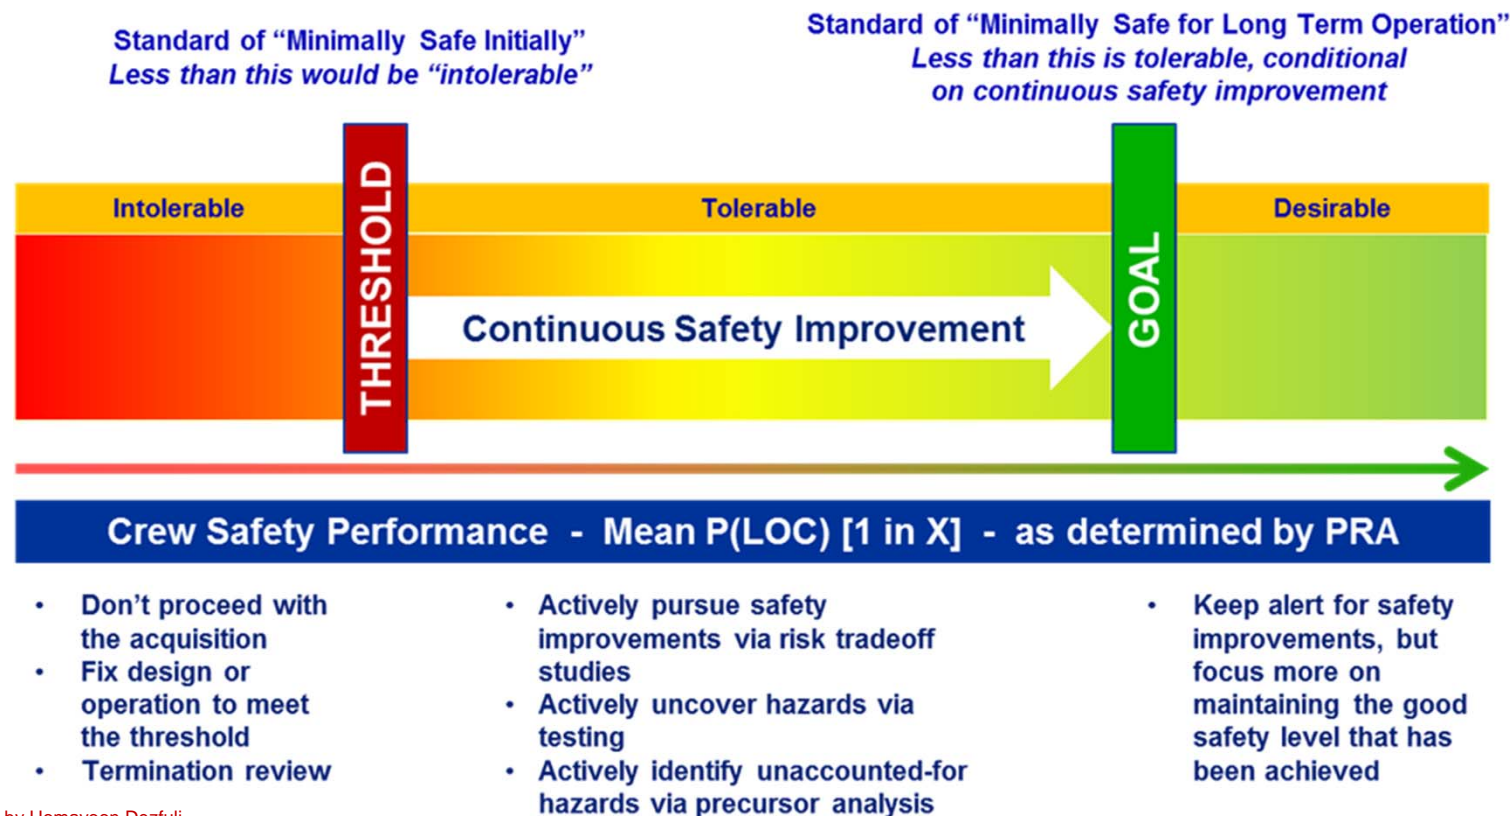 Standard of “Minimally Safe Initially”
Less than this would be “intolerable”
Standard of “Minimally Safe for Long Term Operation”
Less than this is tolerable, conditional
on continuous safety improvement
Intolerable
THRESHOLD
Tolerable
GOAL
Desirable
Continuous Safety Improvement
Crew Safety Performance - Mean P(LOC) [1 in X] - as determined by PRA
• Don’t proceed with
the acquisition
• Fix design or
operation to meet
the threshold
• Termination review
• Actively pursue safety
improvements via risk tradeoff
studies
• Actively uncover hazards via
testing
• Actively identify unaccounted-for
hazards via precursor analysis
• Keep alert for safety
improvements, but
focus more on
maintaining the good
safety level that has
been achieved
by Homayoon Dezfuli